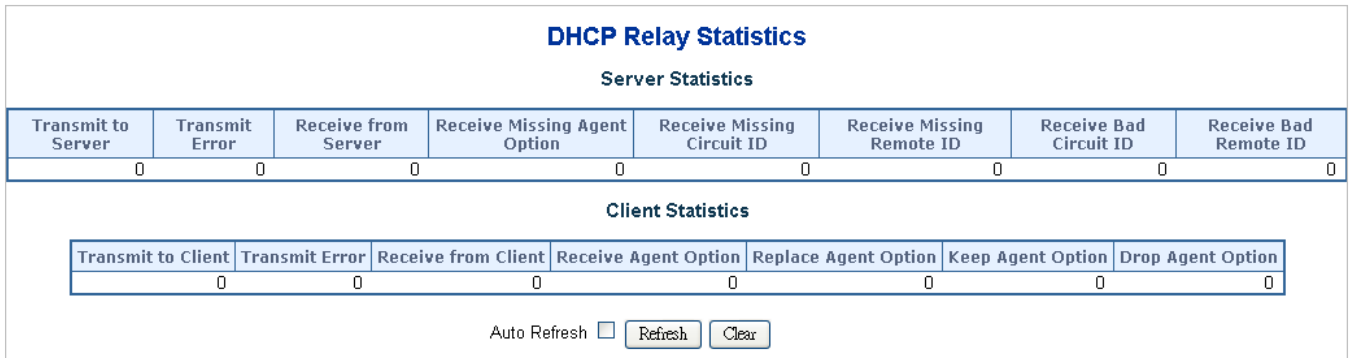 DHCP Relay Statistics
Server Statistics
Transmit to Server Transmit Error Receive from Server Receive Missing Agent Option Receive Missing Circuit ID Receive Missing Remote ID Receive Bad Circuit ID Receive Bad Remote ID
0 0 0 0 0 0 0 0
Client Statistics
Transmit to Client Transmit Error Receive from Client Receive Agent Option Replace Agent Option Keep Agent Option Drop Agent Option
0 0 0 0 0 0 0
Auto Refresh Refresh Clear